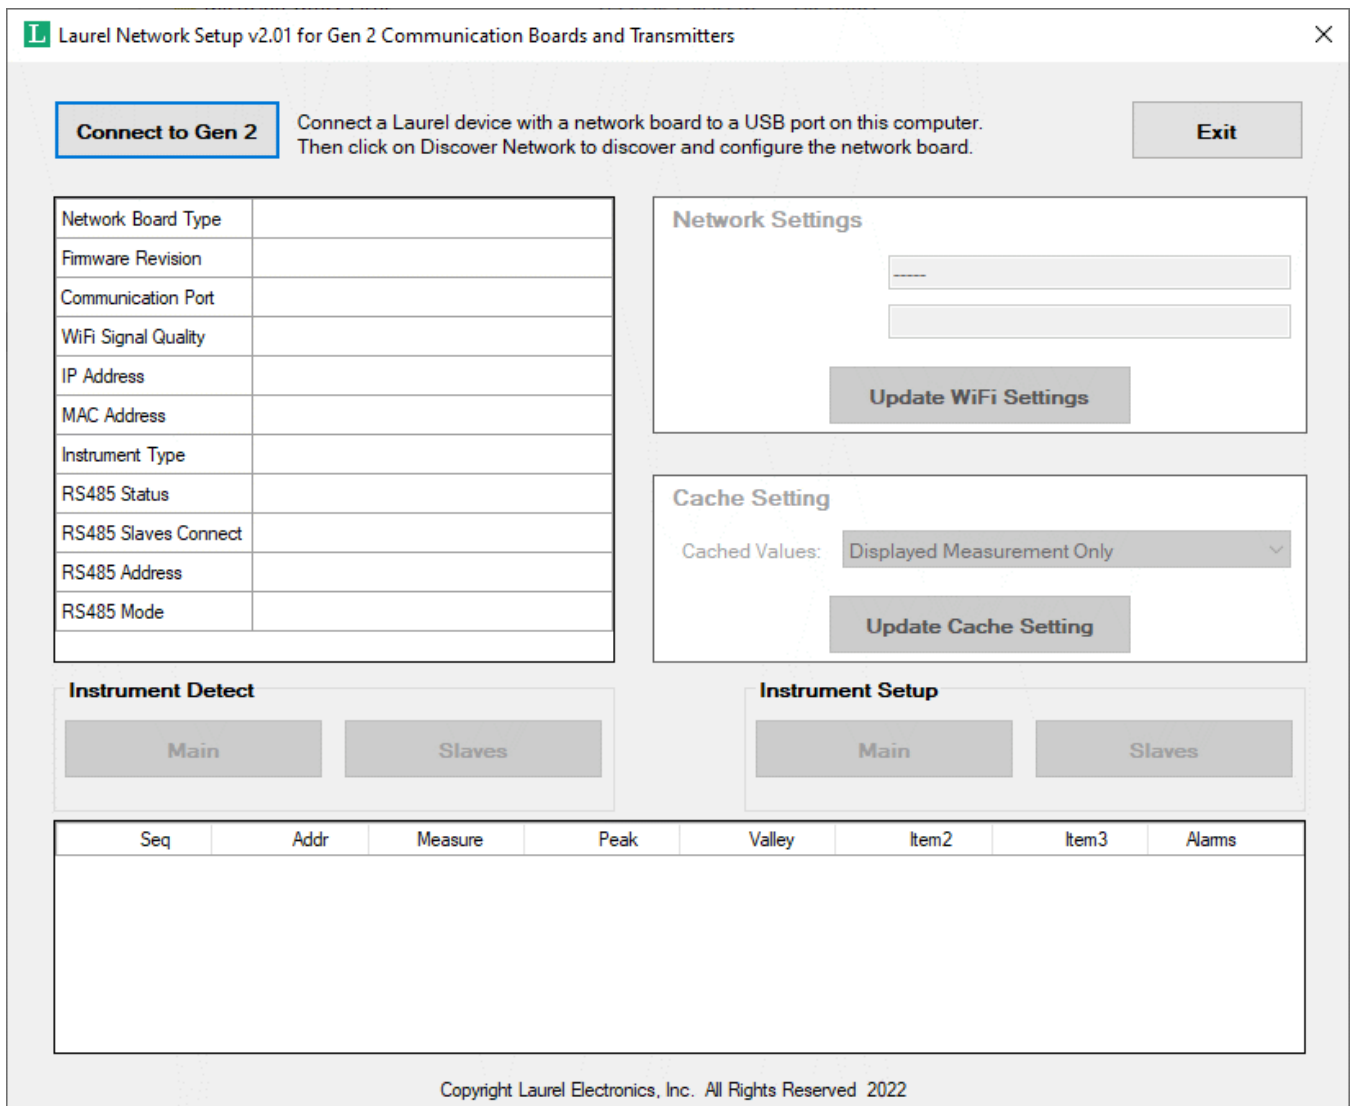 L Laurel Network Setup v2.01 for Gen 2 Communication Boards and Transmitters
Connect to Gen 2
Connect a Laurel device with a network board to a USB port on this computer.
Then click on Discover Network to discover and configure the network board.
Exit
Network Board Type
Firmware Revision
Communication Port
WiFi Signal Quality
IP Address
MAC Address
Instrument Type
RS485 Status
RS485 Slaves Connect
RS485 Address
RS485 Mode
Network Settings
-----
Update WiFi Settings
Cache Setting
Cached Values: Displayed Measurement Only
Update Cache Setting
Instrument Detect
Main Slaves
Instrument Setup
Main Slaves
Seq Addr Measure Peak Valley Item2 Item3 Alarms
Copyright Laurel Electronics, Inc. All Rights Reserved 2022